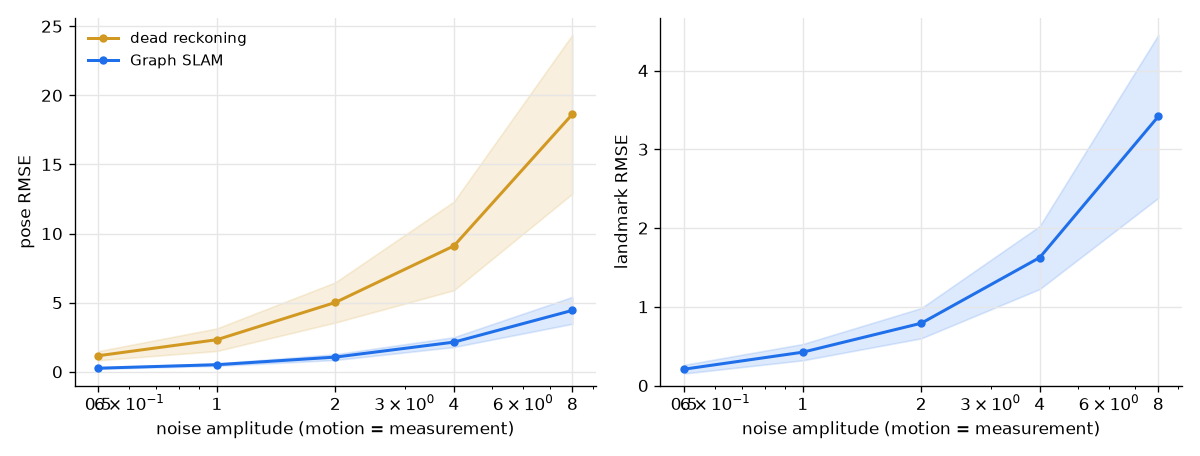 dead reckoning
Graph SLAM
pose RMSE
25
20
15
10
5
0
1
2
3 × 10⁰
4
6 × 10⁰
8
noise amplitude (motion = measurement)
landmark RMSE
4
3
2
1
0
1
2
3 × 10⁰
4
6 × 10⁰
8
noise amplitude (motion = measurement)